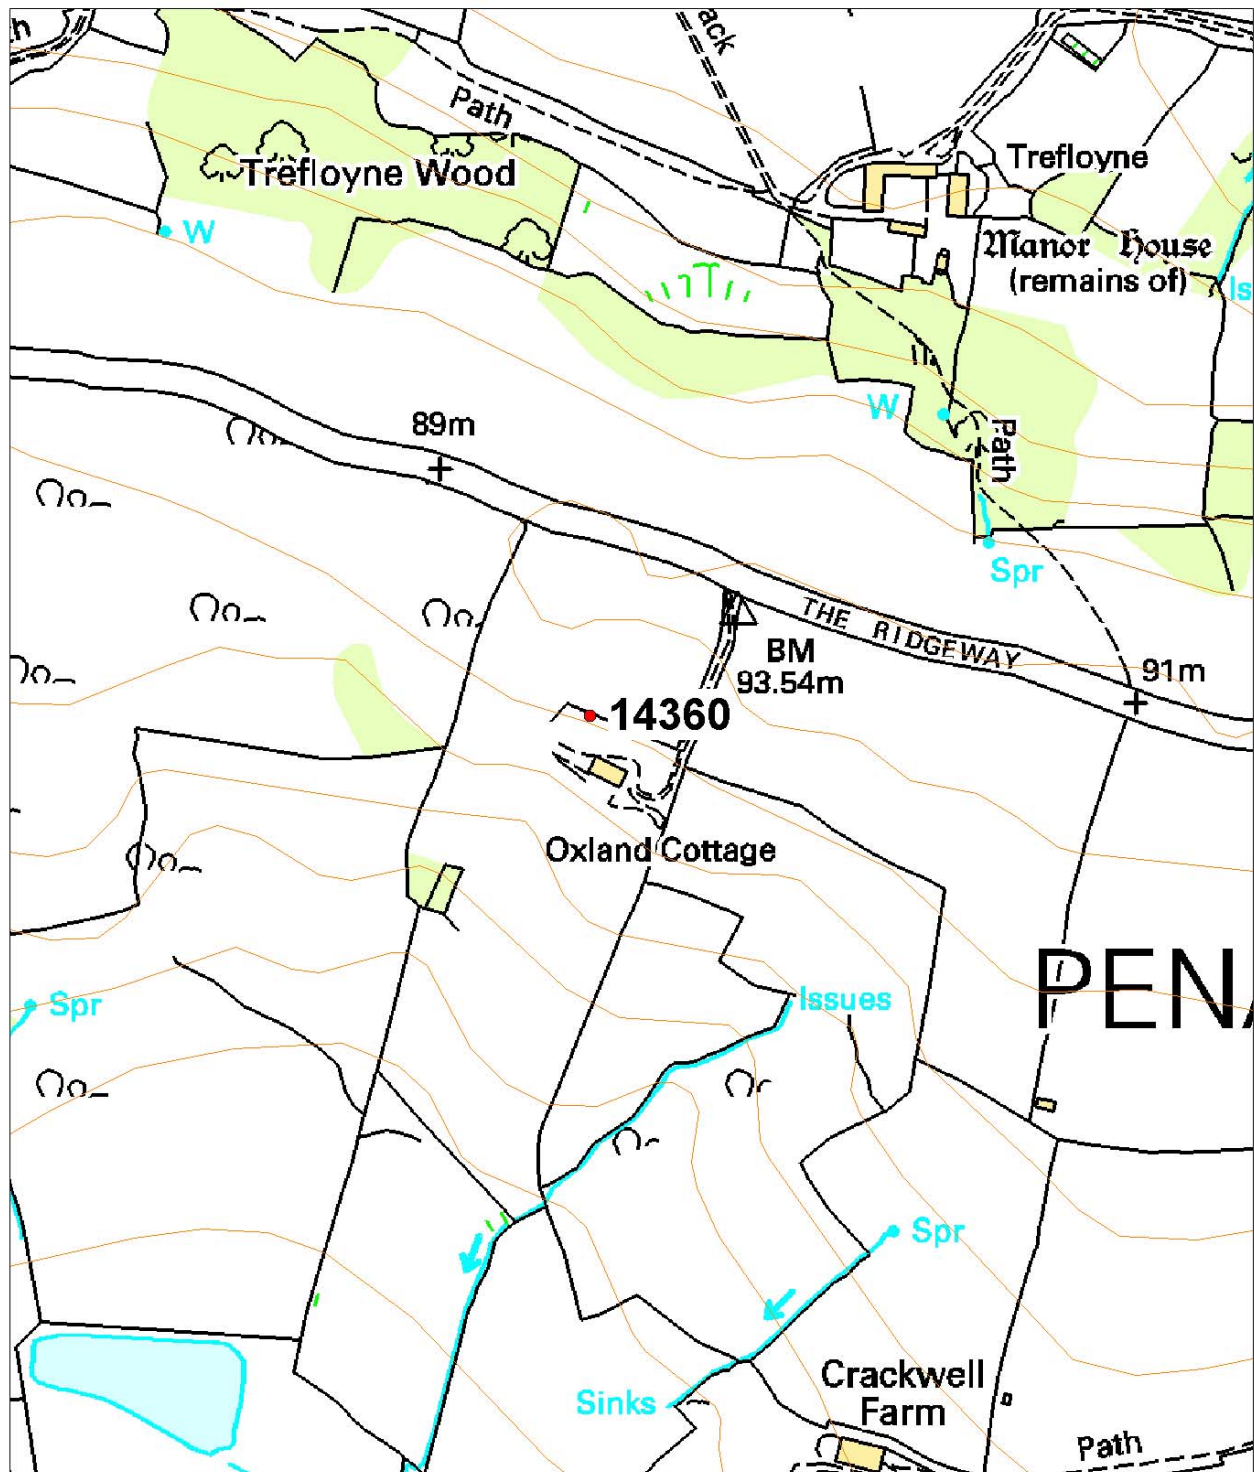 h
ack
Path
Trefloyne
Trefloyne Wood
W
Manor House
(remains of)
Is
W
89m
Path
Spr
THE RIDGEWAY
BM
93.54m
91m
14360
Oxland Cottage
PENA
Issues
Spr
Spr
Sinks
Crackwell
Farm
Path